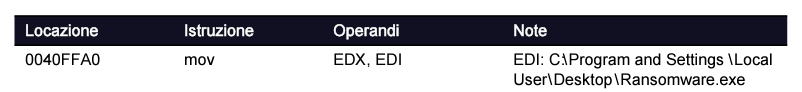 Locazione Istruzione Operandi Note
0040FFA0 mov EDX, EDI EDI: C:\Program and Settings \Local
User\Desktop\Ransomware.exe